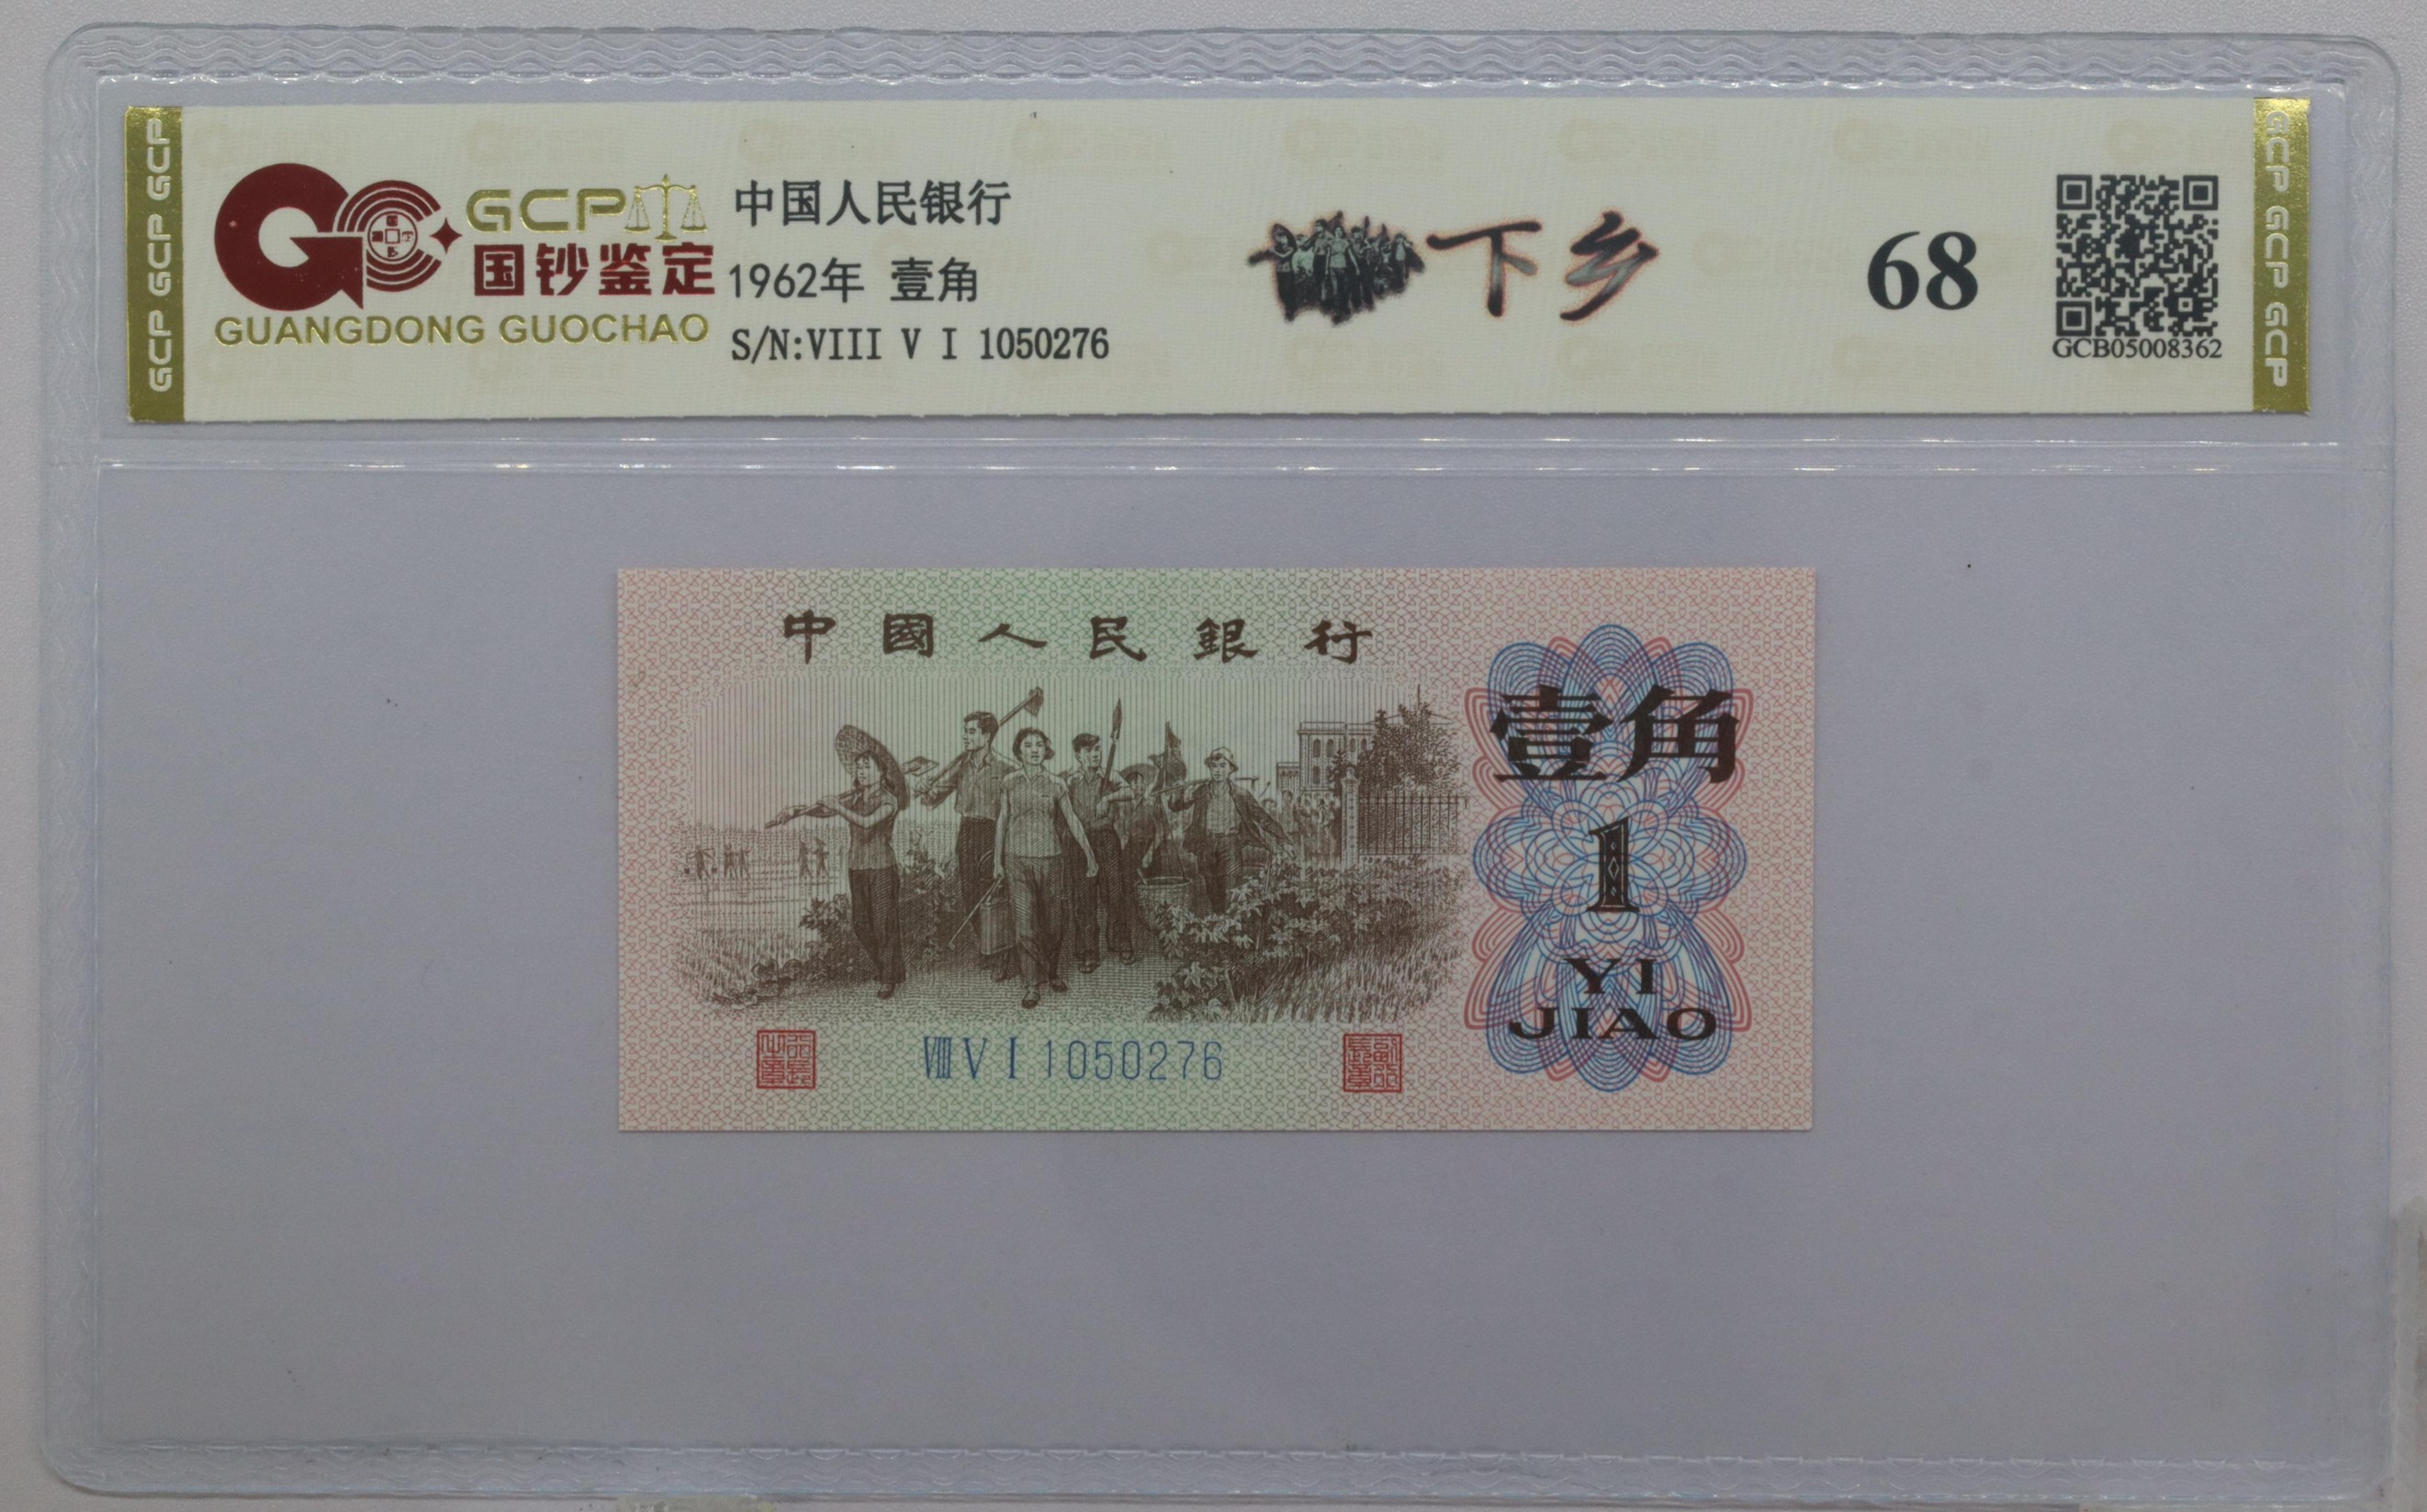 GCP GCP GCP
GCP
国钞鉴定
GUANGDONG GUOCHAO
中国人民银行
1962年 壹角
S/N:VIII V I 1050276
下乡
68
GCB05008362
GCP GCP GCP
中國人民銀行
壹角
1
YI
JIAO
VIII V I 1050276